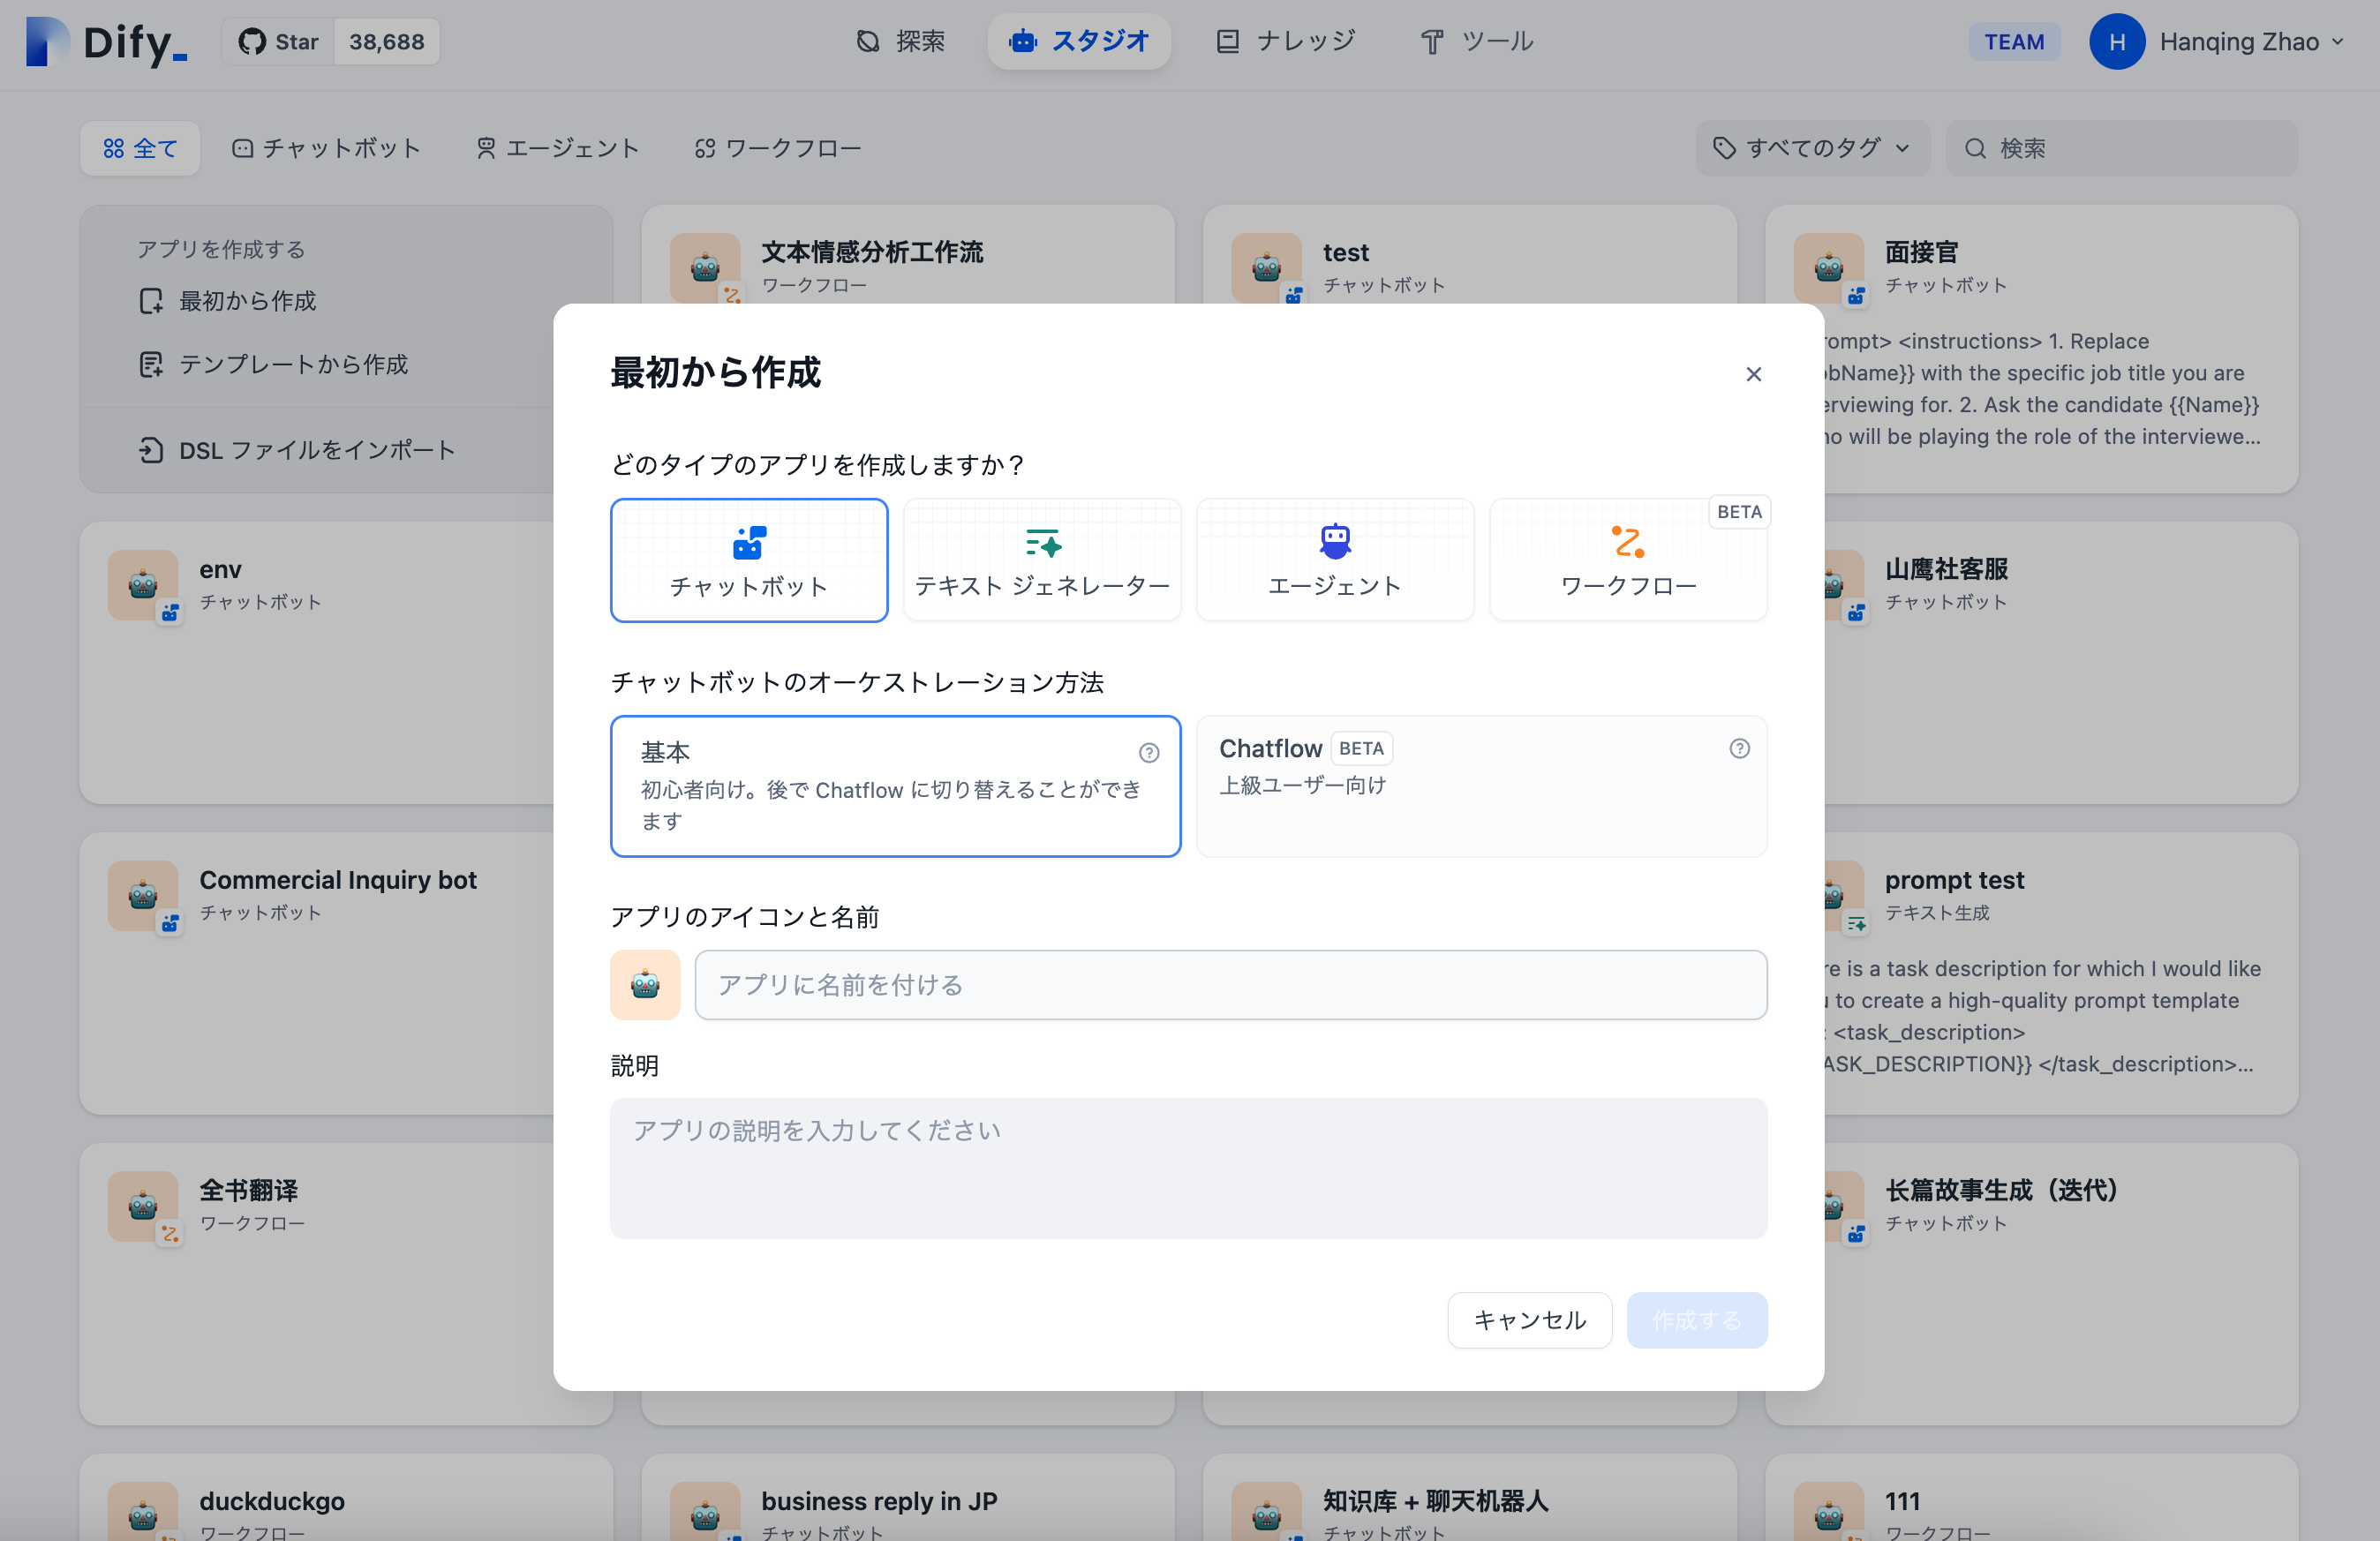 Dify_
Star 38,688
探索
スタジオ
ナレッジ
ツール
TEAM
H
Hanqing Zhao
全て
チャットボット
エージェント
ワークフロー
すべてのタグ
検索
アプリを作成する
最初から作成
テンプレートから作成
DSL ファイルをインポート
文本情感分析工作流
ワークフロー
test
チャットボット
面接官
チャットボット
<instructions> 1. Replace
with the specific job title you are
for. 2. Ask the candidate {{Name}}
will be playing the role of the interviewe...
env
チャットボット
山鹰社客服
チャットボット
Commercial Inquiry bot
チャットボット
prompt test
テキスト生成
is a task description for which I would like
to create a high-quality prompt template
<task_description>
</task_description>...
全书翻译
ワークフロー
长篇故事生成（迭代）
チャットボット
duckduckgo
ワークフロー
business reply in JP
チャットボット
知识库 + 聊天机器人
チャットボット
111
ワークフロー
最初から作成
どのタイプのアプリを作成しますか？
チャットボット
テキスト ジェネレーター
エージェント
BETA
ワークフロー
チャットボットのオーケストレーション方法
基本
初心者向け。後で Chatflow に切り替えることができ
ます
Chatflow BETA
上級ユーザー向け
アプリのアイコンと名前
アプリに名前を付ける
説明
アプリの説明を入力してください
キャンセル
作成する